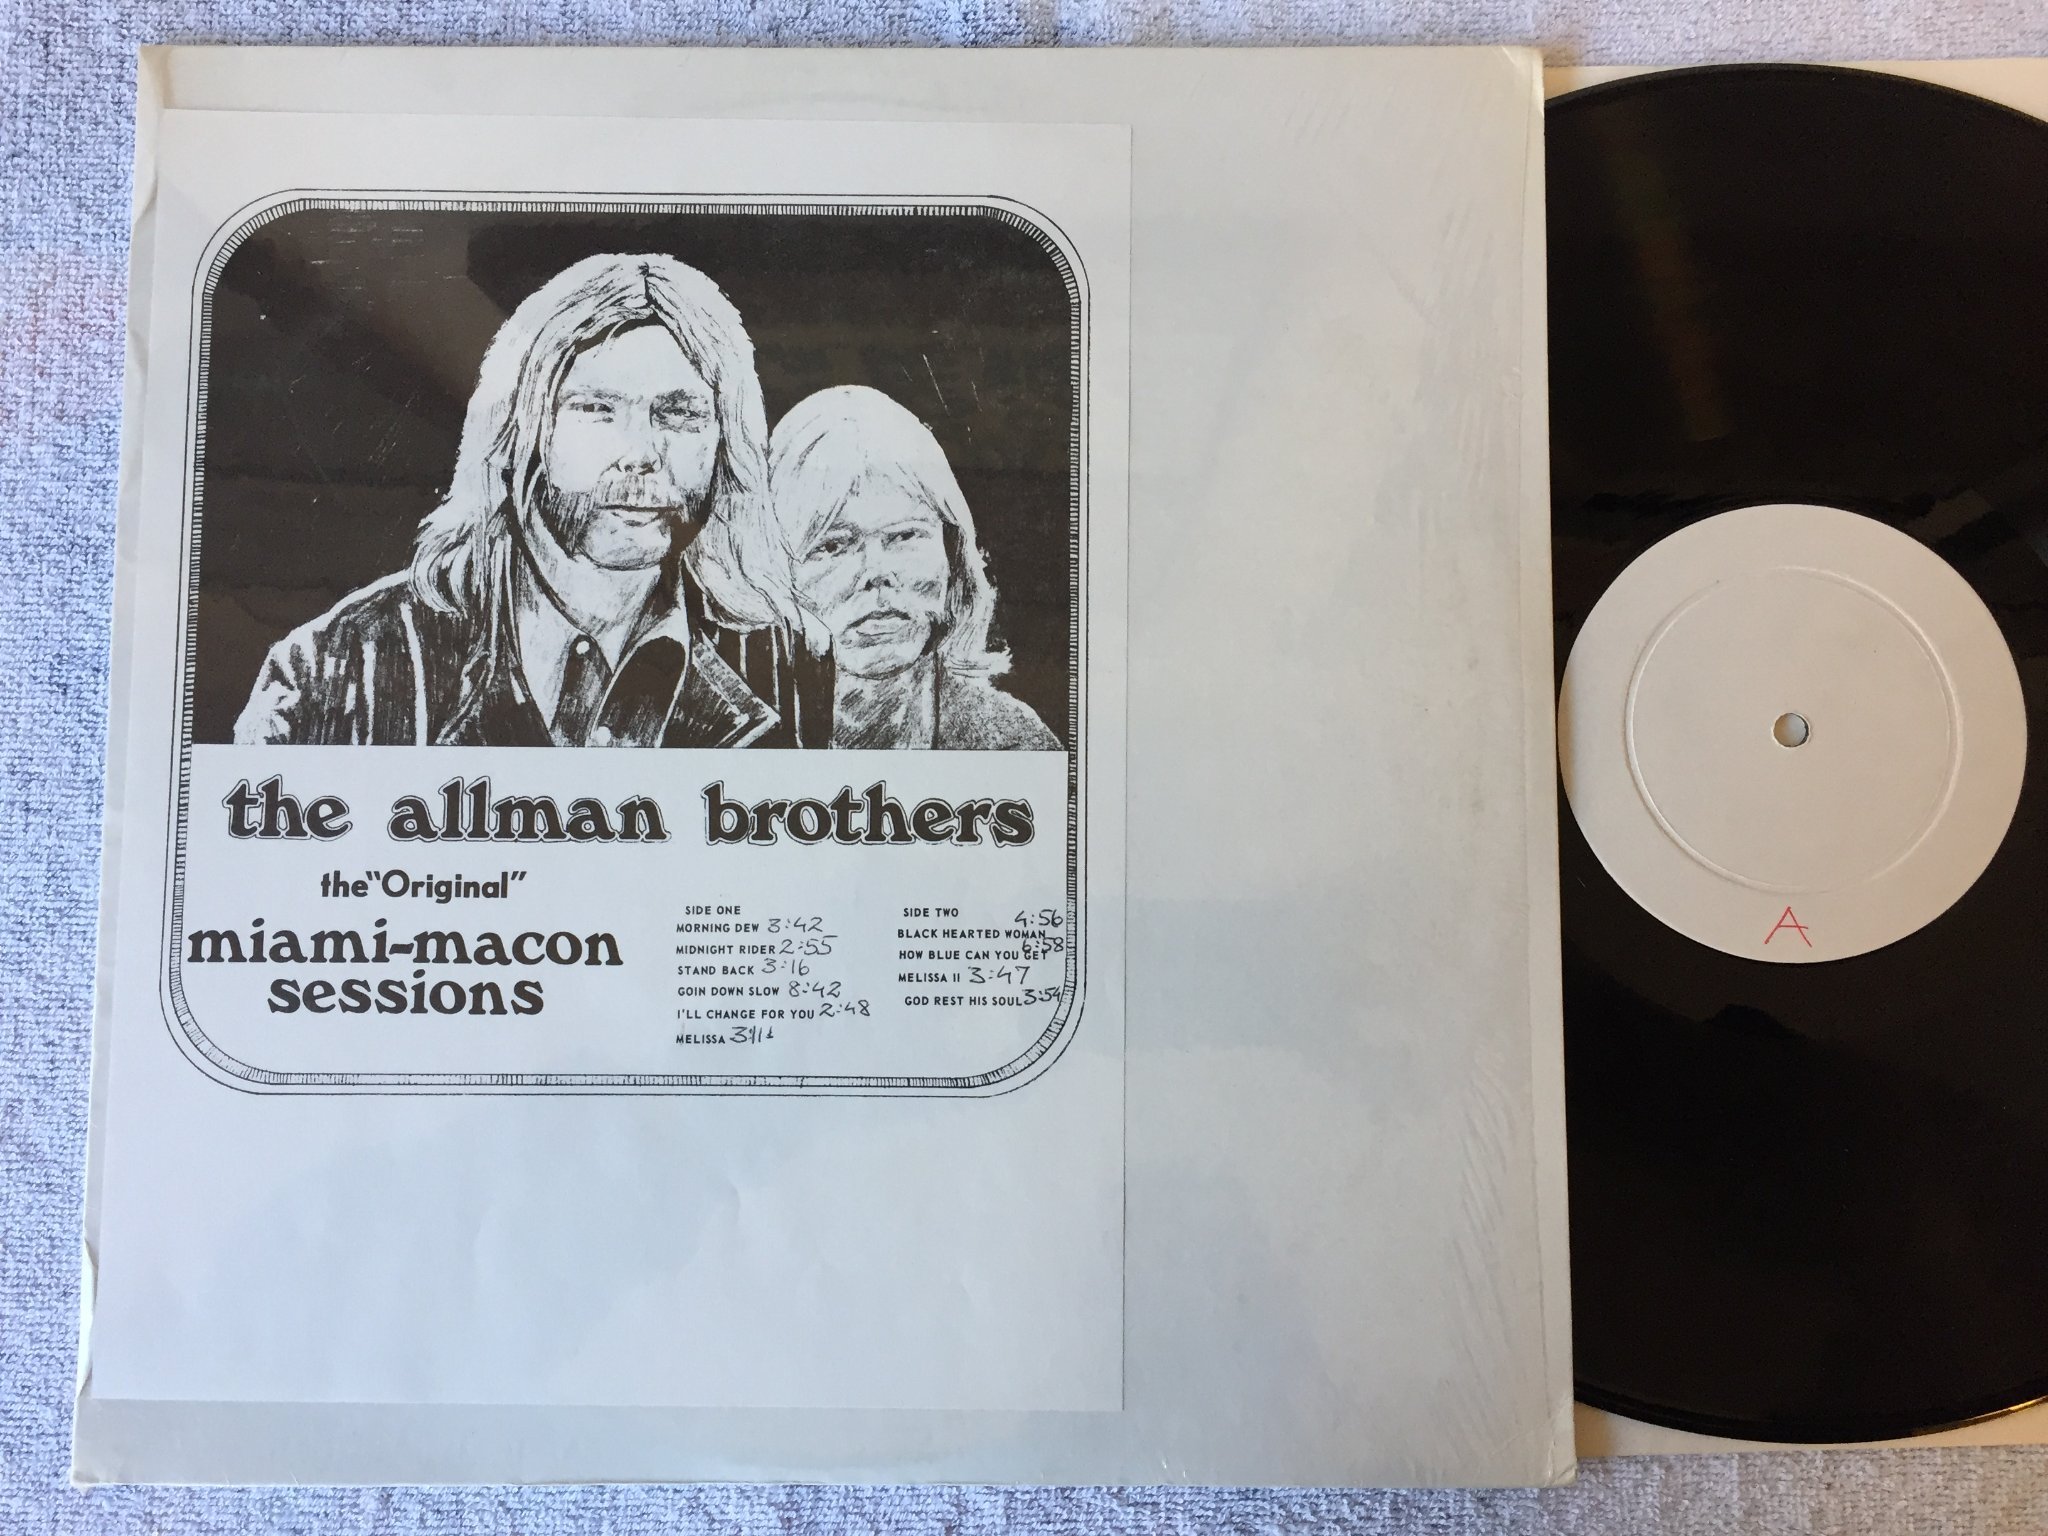 the allman brothers
the "Original"
miami-macon
sessions
SIDE ONE
MORNING DEW 3:42
MIDNIGHT RIDER 2:55
STAND BACK 3:16
GOIN DOWN SLOW 8:42
I'LL CHANGE FOR YOU 2:48
MELISSA
SIDE TWO
BLACK HEARTED WOMAN 4:56
HOW BLUE CAN YOU GET 6:58
MELISSA II 3:47
GOD REST HIS SOUL 3:54
A